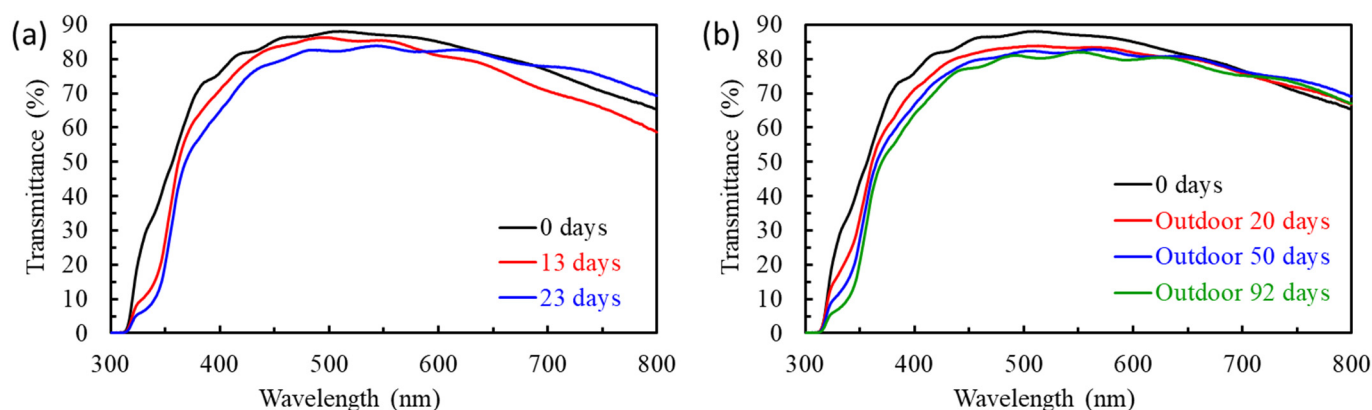 (a)
Transmittance (%)
90
80
70
60
50
40
30
20
10
0
0 days
13 days
23 days
300 400 500 600 700 800
Wavelength (nm)
(b)
Transmittance (%)
90
80
70
60
50
40
30
20
10
0
0 days
Outdoor 20 days
Outdoor 50 days
Outdoor 92 days
300 400 500 600 700 800
Wavelength (nm)